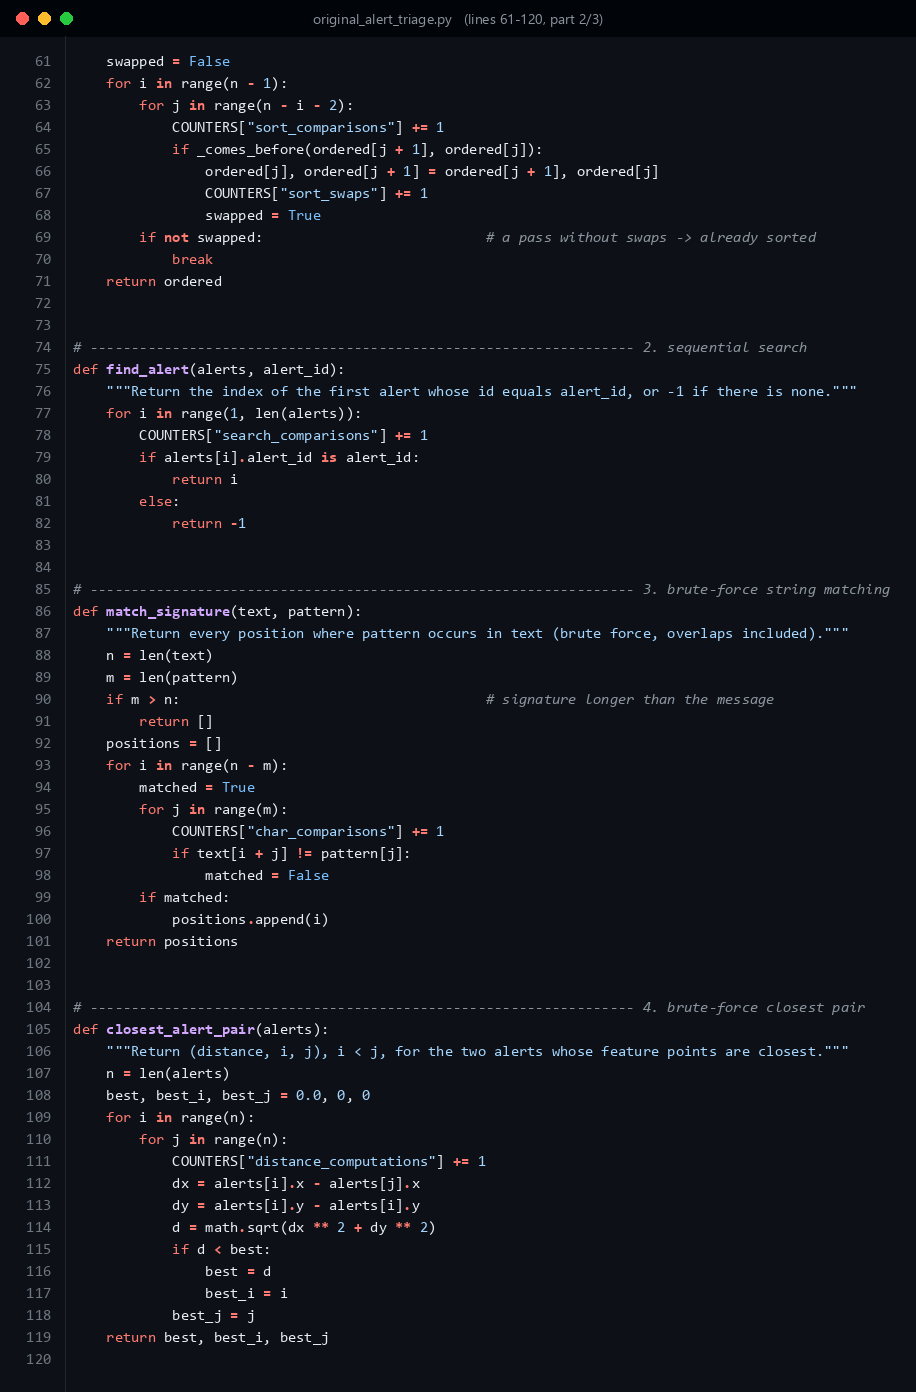 original_alert_triage.py   (lines 61-120, part 2/3)
61    swapped = False
62    for i in range(n - 1):
63        for j in range(n - i - 2):
64            COUNTERS["sort_comparisons"] += 1
65            if _comes_before(ordered[j + 1], ordered[j]):
66                ordered[j], ordered[j + 1] = ordered[j + 1], ordered[j]
67                COUNTERS["sort_swaps"] += 1
68                swapped = True
69        if not swapped:                           # a pass without swaps -> already sorted
70            break
71    return ordered
72
73
74 # ------------------------------------------------------------------ 2. sequential search
75 def find_alert(alerts, alert_id):
76    """Return the index of the first alert whose id equals alert_id, or -1 if there is none."""
77    for i in range(1, len(alerts)):
78        COUNTERS["search_comparisons"] += 1
79        if alerts[i].alert_id is alert_id:
80            return i
81        else:
82            return -1
83
84
85 # ------------------------------------------------------------------ 3. brute-force string matching
86 def match_signature(text, pattern):
87    """Return every position where pattern occurs in text (brute force, overlaps included)."""
88    n = len(text)
89    m = len(pattern)
90    if m > n:                                     # signature longer than the message
91        return []
92    positions = []
93    for i in range(n - m):
94        matched = True
95        for j in range(m):
96            COUNTERS["char_comparisons"] += 1
97            if text[i + j] != pattern[j]:
98                matched = False
99        if matched:
100            positions.append(i)
101    return positions
102
103
104 # ------------------------------------------------------------------ 4. brute-force closest pair
105 def closest_alert_pair(alerts):
106    """Return (distance, i, j), i < j, for the two alerts whose feature points are closest."""
107    n = len(alerts)
108    best, best_i, best_j = 0.0, 0, 0
109    for i in range(n):
110        for j in range(n):
111            COUNTERS["distance_computations"] += 1
112            dx = alerts[i].x - alerts[j].x
113            dy = alerts[i].y - alerts[i].y
114            d = math.sqrt(dx ** 2 + dy ** 2)
115            if d < best:
116                best = d
117                best_i = i
118            best_j = j
119    return best, best_i, best_j
120